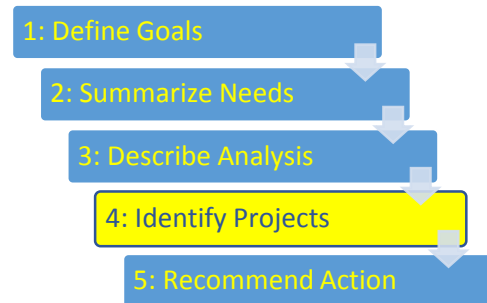 1: Define Goals
2: Summarize Needs
3: Describe Analysis
4: Identify Projects
5: Recommend Action